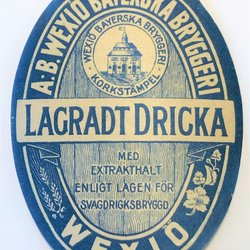 A.B. WEXIÖ BAYERSKA BRYGGERI
WEXIÖ BAYERSKA BRYGGERI
KORKSTÄMPEL
LAGRADT DRICKA
MED
EXTRAKTHALT
ENLIGT LAGEN FÖR
SVAGDRICKSBRYGGD
WEXIÖ